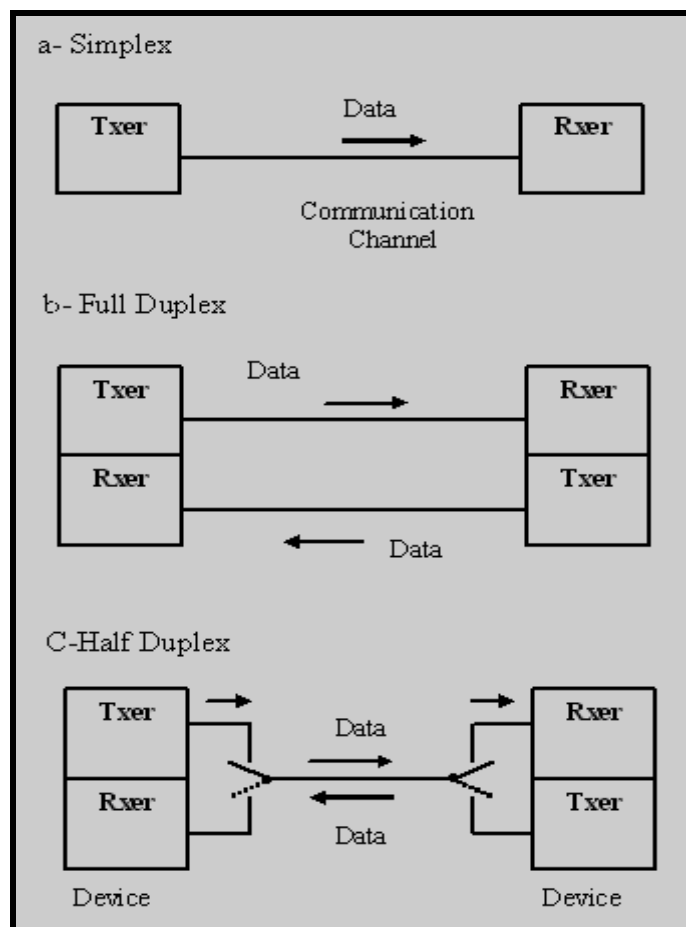 a- Simplex
Data
Txer
Rxer
Communication
Channel
b- Full Duplex
Data
Txer
Rxer
Rxer
Txer
Data
C-Half Duplex
Txer
Rxer
Data
Rxer
Txer
Data
Device
Device